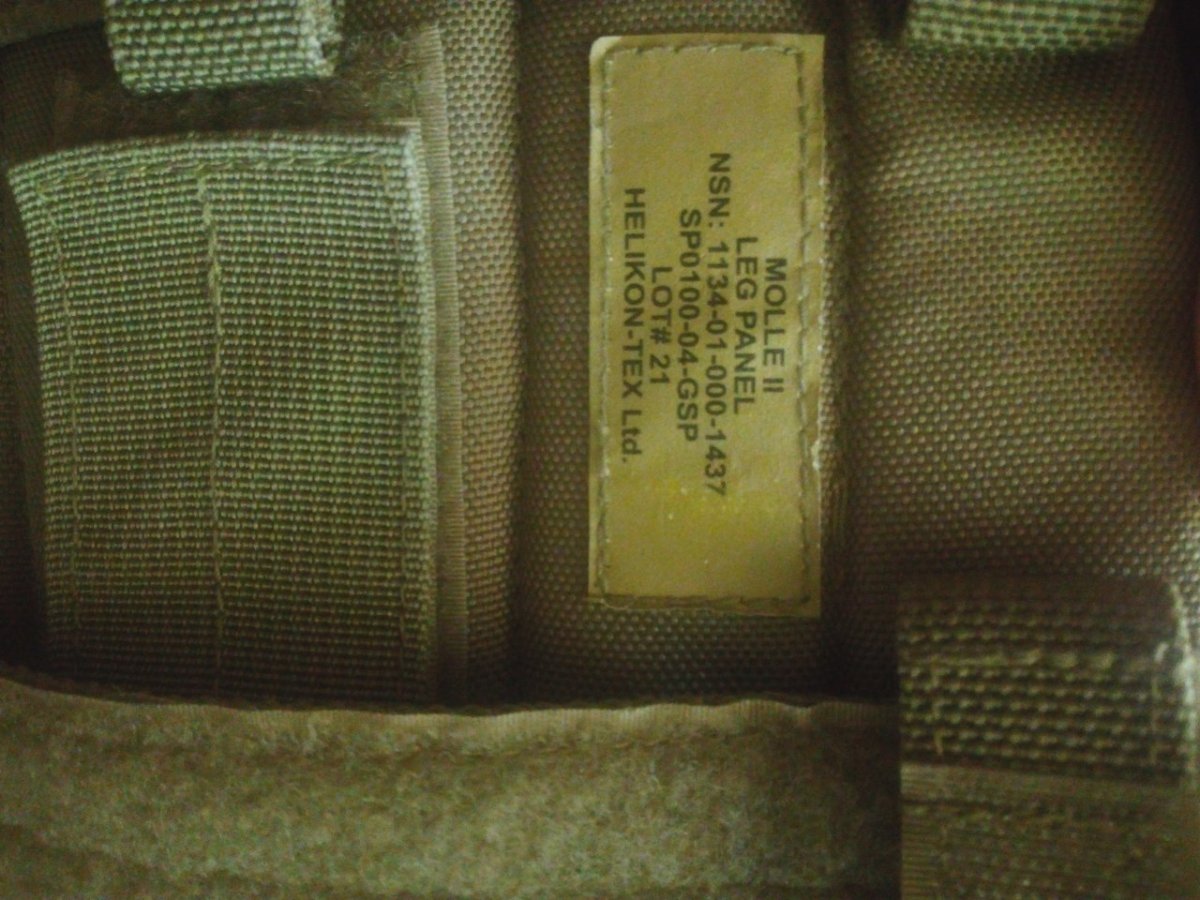 MOLLE II
LEG PANEL
NSN: 1134-01-000-1437
SP0100-04-GSP
LOT# 21
HELIKON-TEX Ltd.